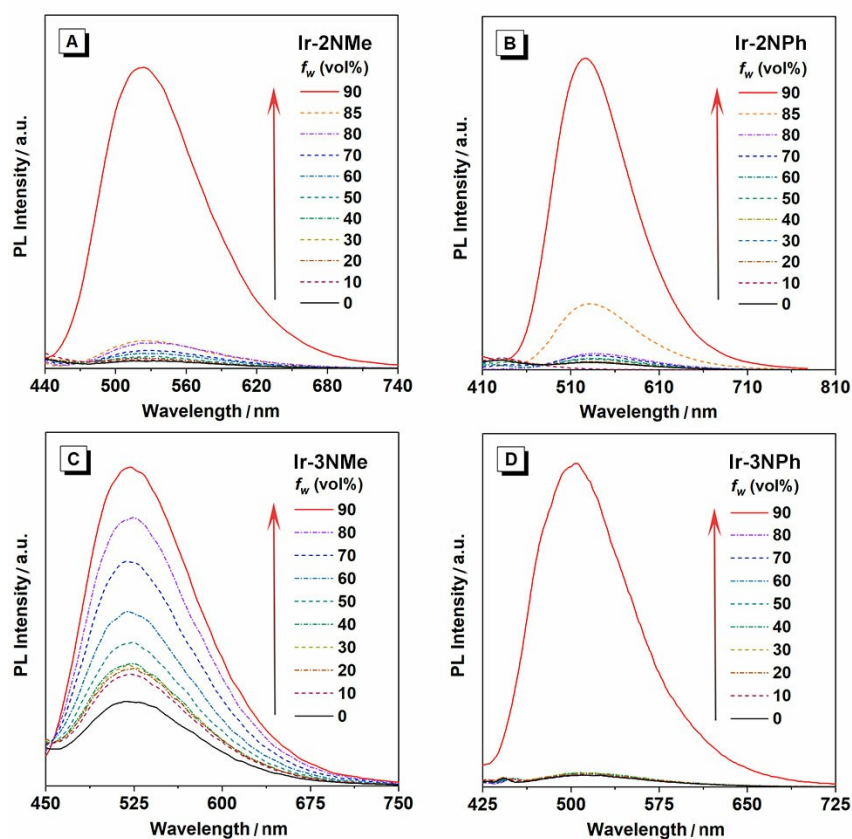 A
Ir-2NMe
f_w (vol%)
90
85
80
70
60
50
40
30
20
10
0
PL Intensity / a.u.
440 500 560 620 680 740
Wavelength / nm
B
Ir-2NPh
f_w (vol%)
90
85
80
70
60
50
40
30
20
10
0
PL Intensity / a.u.
410 510 610 710 810
Wavelength / nm
C
Ir-3NMe
f_w (vol%)
90
80
70
60
50
40
30
20
10
0
PL Intensity / a.u.
450 525 600 675 750
Wavelength / nm
D
Ir-3NPh
f_w (vol%)
90
80
70
60
50
40
30
20
10
0
PL Intensity / a.u.
425 500 575 650 725
Wavelength / nm